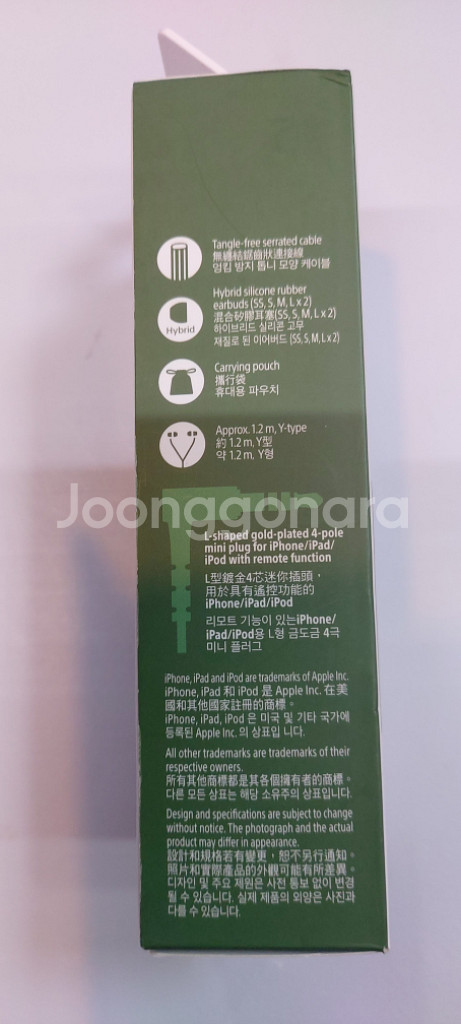 Tangle-free serrated cable
無纏結鋸齒狀連接線
엉킴 방지 톱니 모양 케이블
Hybrid
Hybrid silicone rubber
earbuds (SS, S, M, L x 2)
混合矽膠耳塞(SS, S, M, L x 2)
하이브리드 실리콘 고무
재질로 된 이어버드 (SS, S, M, L x 2)
Carrying pouch
攜行袋
휴대용 파우치
Approx. 1.2 m, Y-type
約 1.2 m, Y型
약 1.2 m, Y형
Joonggonara
L-shaped gold-plated 4-pole
mini plug for iPhone/iPad/
iPod with remote function
L型鍍金4芯迷你插頭，
用於具有遙控功能的
iPhone/iPad/iPod
리모트 기능이 있는iPhone/
iPad/iPod용 L형 금도금 4극
미니 플러그
iPhone, iPad and iPod are trademarks of Apple Inc.
iPhone, iPad 和 iPod 是 Apple Inc. 在美
國和其他國家註冊的商標。
iPhone, iPad, iPod 은 미국 및 기타 국가에
등록된 Apple Inc. 의 상표입 니다.
All other trademarks are trademarks of their
respective owners.
所有其他商標都是其各個擁有者的商標。
다른 모든 상표는 해당 소유주의 상표입니다.
Design and specifications are subject to change
without notice. The photograph and the actual
product may differ in appearance.
設計和規格若有變更，恕不另行通知。
照片和實際產品的外觀可能有所差異。
디자인 및 주요 제원은 사전 통보 없이 변경
될 수 있습니다. 실제 제품의 외양은 사진과
다를 수 있습니다.